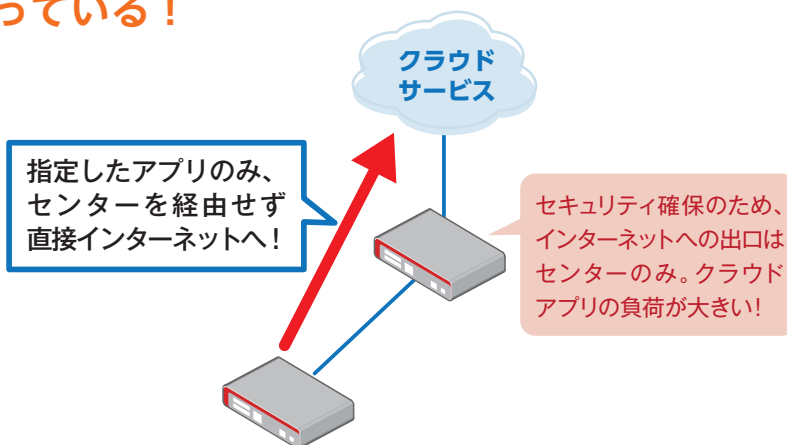 っている！
クラウド
サービス
指定したアプリのみ、
センターを経由せず
直接インターネットへ！
セキュリティ確保のため、
インターネットへの出口は
センターのみ。クラウド
アプリの負荷が大きい！